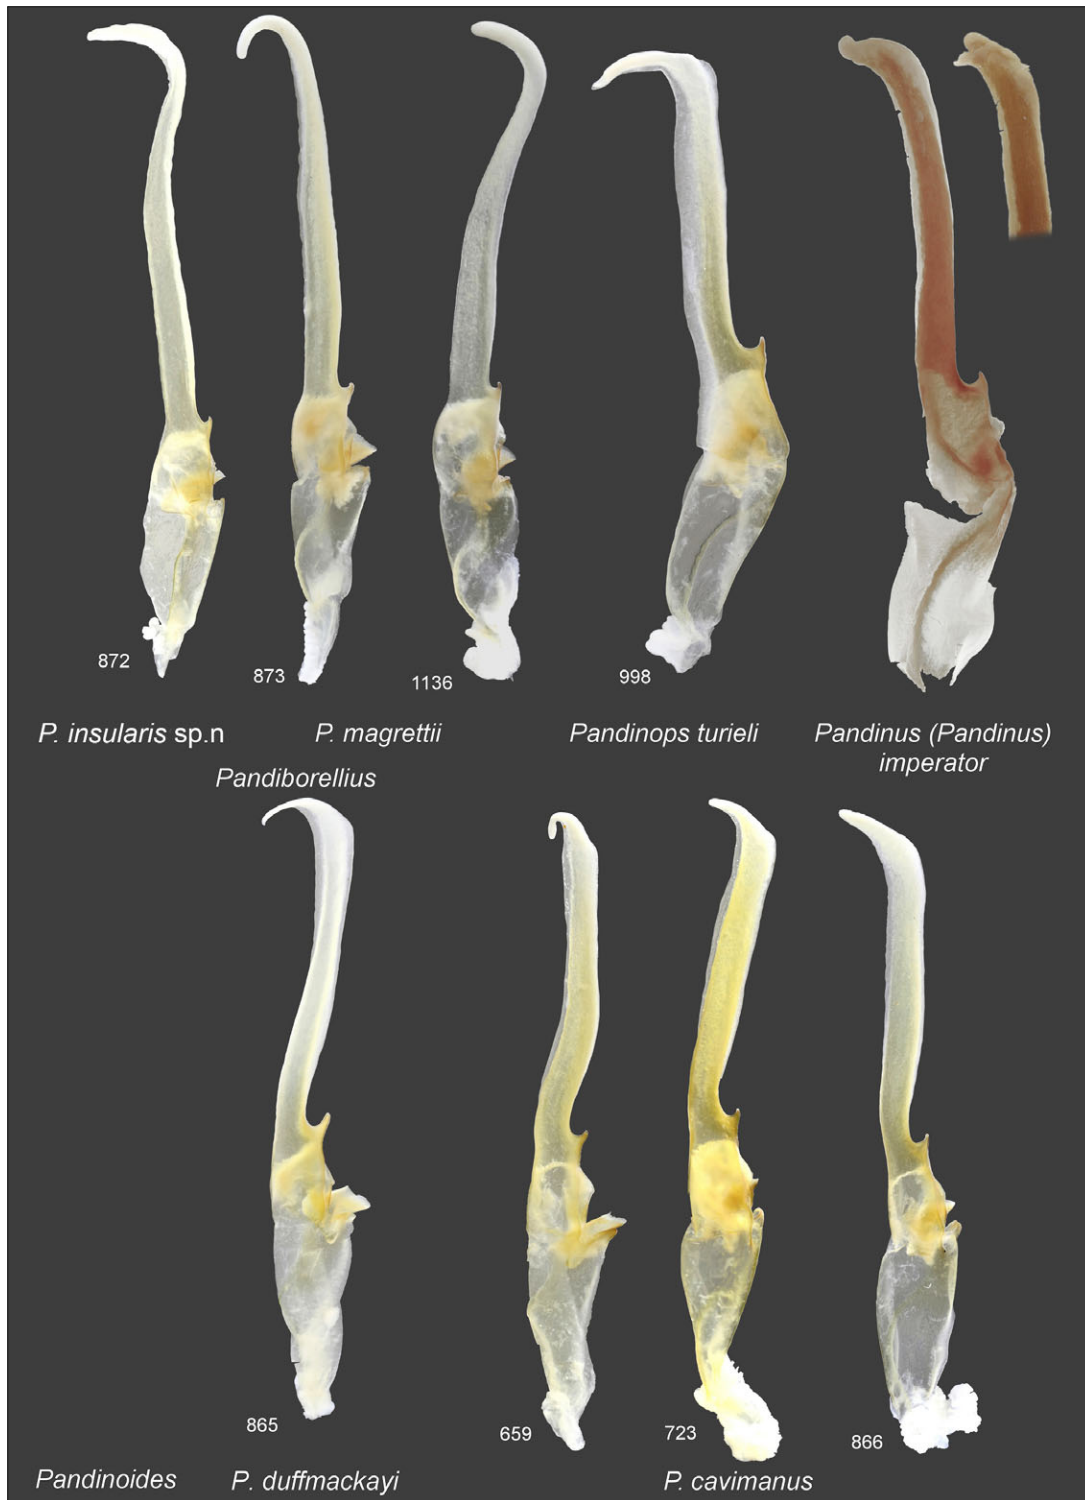 872
873
1136
998
P. insularis sp.n
P. magrettii
Pandinops turieli
Pandinus (Pandinus)
imperator
Pandiborellius
865
659
723
866
Pandinoides
P. duffmackayi
P. cavimanus